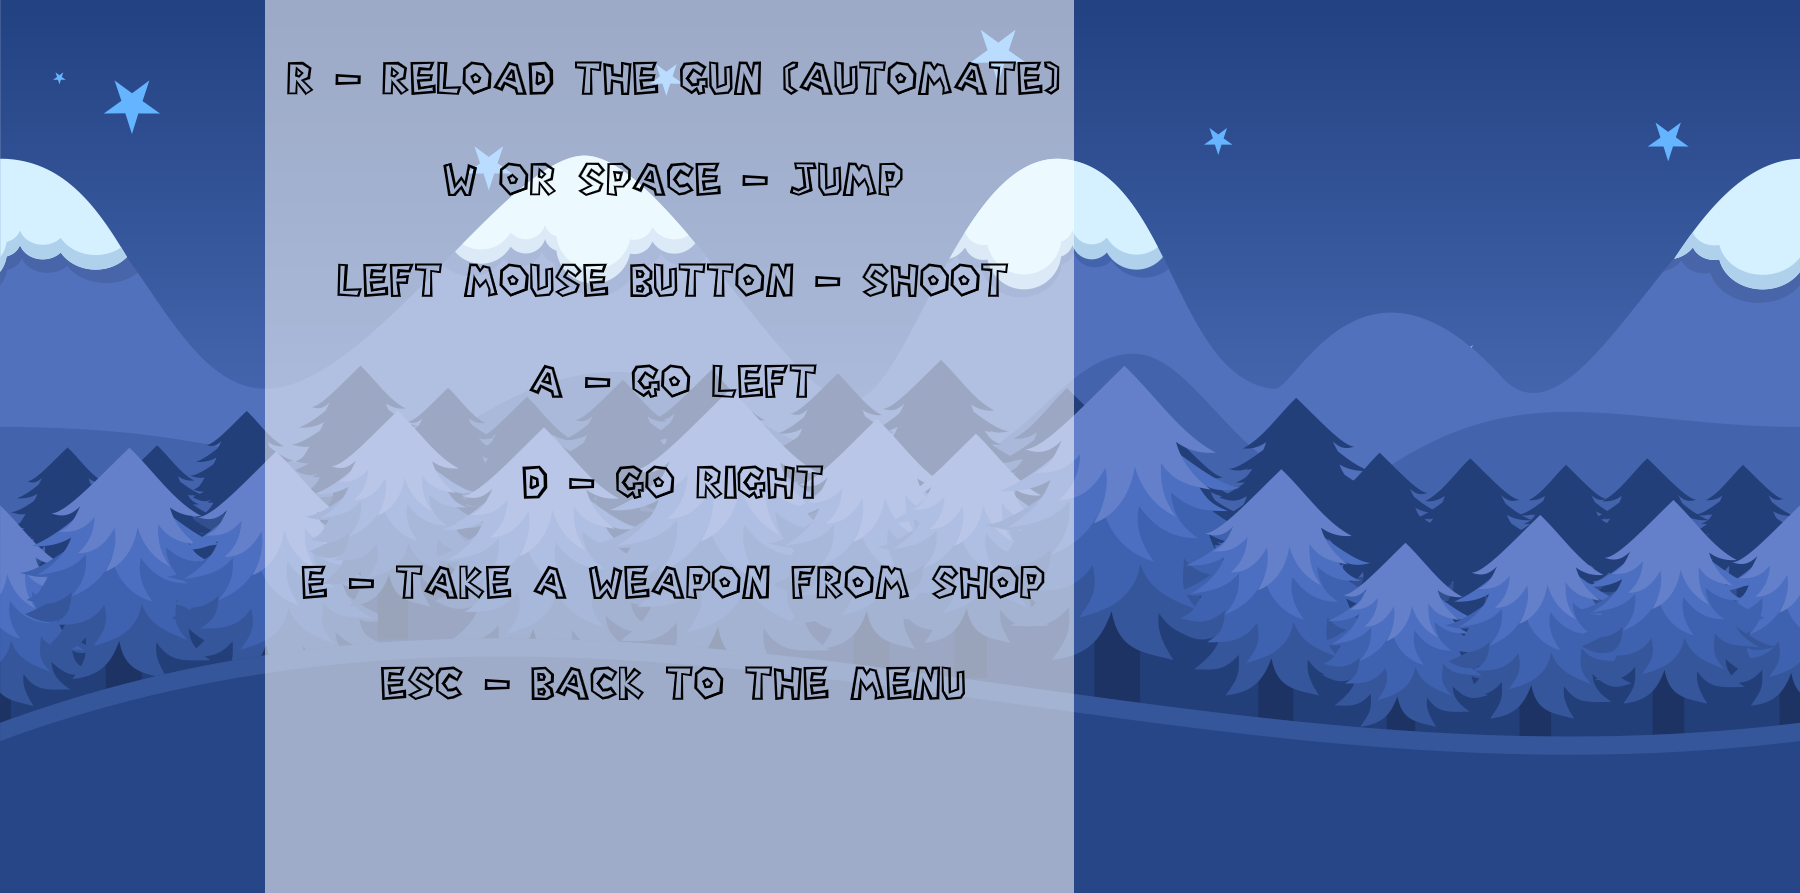 R - RELOAD THE GUN (AUTOMATE)
W OR SPACE - JUMP
LEFT MOUSE BUTTON - SHOOT
A - GO LEFT
D - GO RIGHT
E - TAKE A WEAPON FROM SHOP
ESC - BACK TO THE MENU